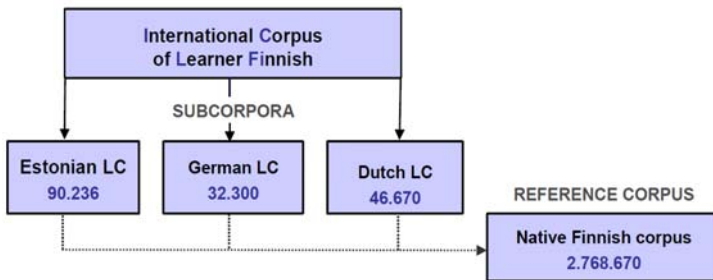 International Corpus
of Learner Finnish
SUBCORPORA
Estonian LC
90.236
German LC
32.300
Dutch LC
46.670
REFERENCE CORPUS
Native Finnish corpus
2.768.670